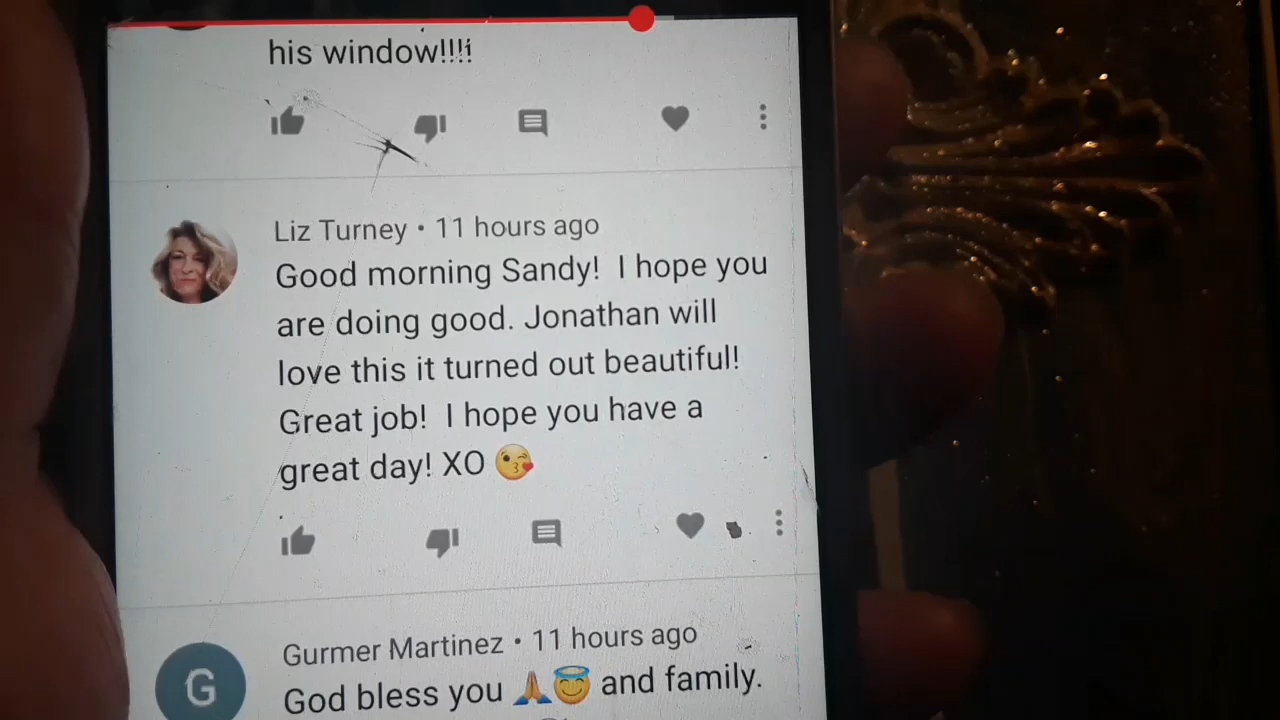 his window!!!!
Liz Turney • 11 hours ago
Good morning Sandy!  I hope you
are doing good. Jonathan will
love this it turned out beautiful!
Great job!  I hope you have a
great day! XO 😘
Gurmer Martinez • 11 hours ago
G
God bless you 🙏😇 and family.